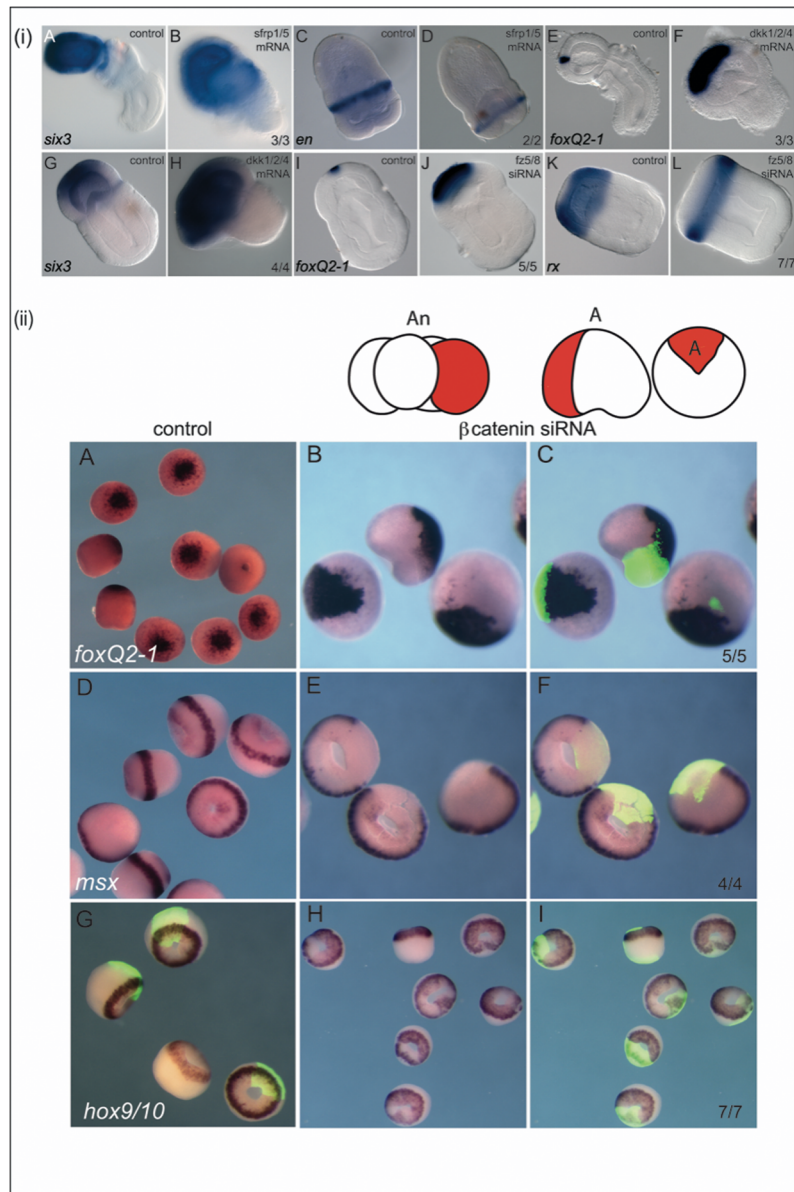 (i)
A control
six3
B sfrp1/5 mRNA
3/3
C control
en
D sfrp1/5 mRNA
2/2
E control
foxQ2-1
F dkk1/2/4 mRNA
3/3
G control
six3
H dkk1/2/4 mRNA
4/4
I control
foxQ2-1
J fz5/8 siRNA
5/5
K control
rx
L fz5/8 siRNA
7/7
(ii)
An
A
A
control
βcatenin siRNA
A
foxQ2-1
B
C
5/5
D
msx
E
F
4/4
G
hox9/10
H
I
7/7